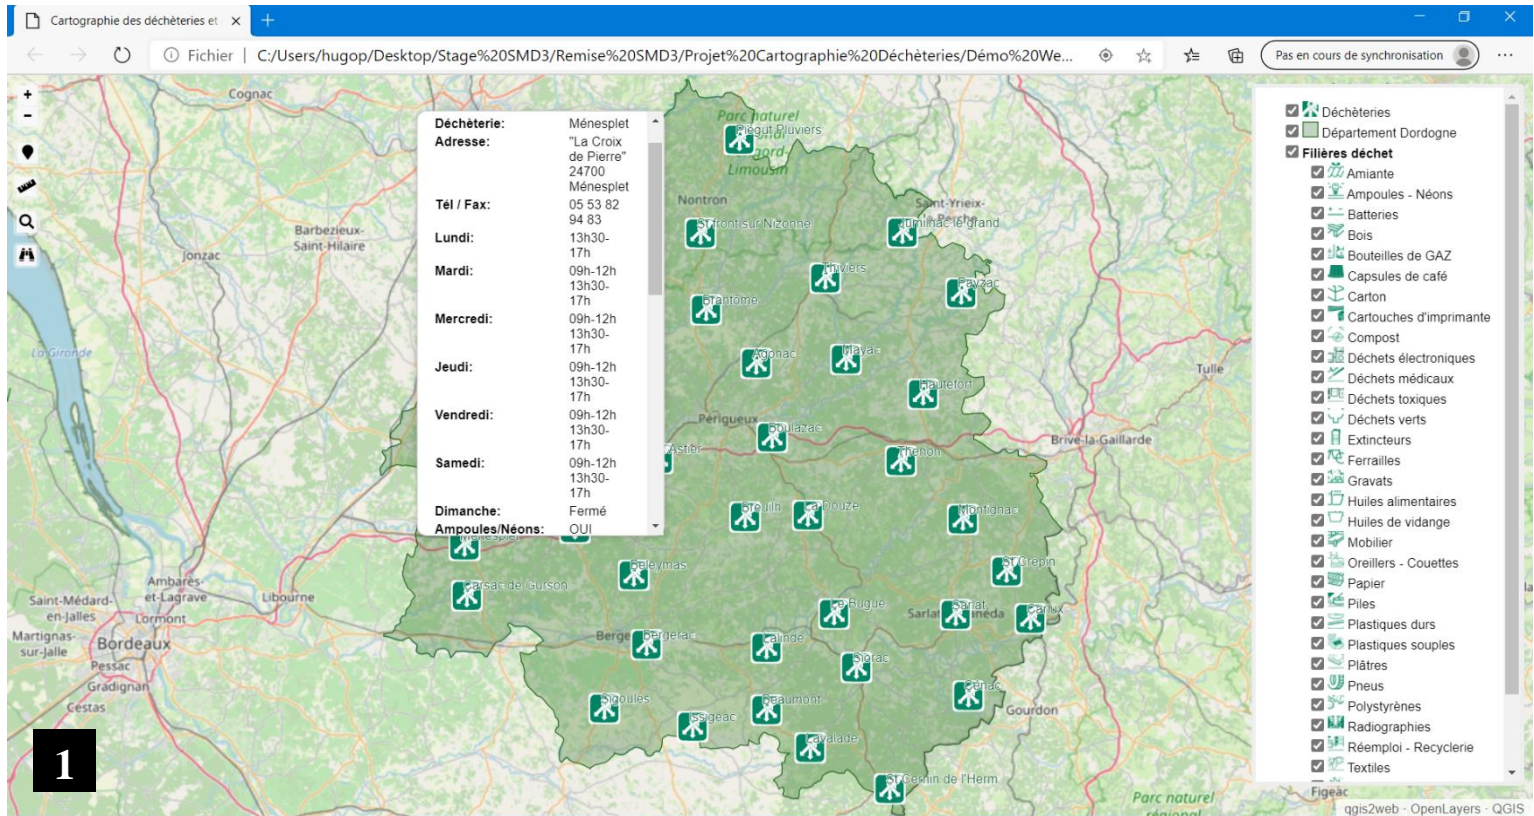 Cartographie des déchèteries et
Fichier
C:/Users/hugop/Desktop/Stage%20SMD3/Remise%20SMD3/Projet%20Cartographie%20Déchèteries/Démo%20We...
Pas en cours de synchronisation
Déchèterie: Ménesplet
Adresse: "La Croix
de Pierre"
24700
Ménesplet
Tél / Fax: 05 53 82
94 83
Lundi: 13h30-
17h
Mardi: 09h-12h
13h30-
17h
Mercredi: 09h-12h
13h30-
17h
Jeudi: 09h-12h
13h30-
17h
Vendredi: 09h-12h
13h30-
17h
Samedi: 09h-12h
13h30-
17h
Dimanche: Fermé
Ampoules/Néons: OUI
Déchèteries
Département Dordogne
Filières déchet
Amiante
Ampoules - Néons
Batteries
Bois
Bouteilles de GAZ
Capsules de café
Carton
Cartouches d'imprimante
Compost
Déchets électroniques
Déchets médicaux
Déchets toxiques
Déchets verts
Extincteurs
Ferrailles
Gravats
Huiles alimentaires
Huiles de vidange
Mobilier
Oreillers - Couettes
Papier
Piles
Plastiques durs
Plastiques souples
Plâtres
Pneus
Polystyrènes
Radiographies
Réemploi - Recyclerie
Textiles
Cognac
Parc naturel
Piégut Pluviers
Limousin
Nontron
Saint-Yrieix-
St front sur Nizonne
Jumilhac le grand
Barbezieux-
Saint-Hilaire
Jonzac
Thiviers
Payzac
Brantôme
La Gironde
Agonac
Mayac
Tulle
Hautefort
Périgueux
Boulazac
Brive-la-Gaillarde
Astier
Thenon
Breuilh
La Douze
Montignac
Ménesplet
St Crépin
Beleymas
Carsac de Gurson
Ambarès-
et-Lagrave
Libourne
Saint-Médard-
en-Jalles
Lormont
Le Bugue
Sarlat
Carlux
Martignas-
sur-Jalle
Bordeaux
Bergerac
Lalinde
Pessac
Siorac
Gradignan
Cénac
Cestas
Sigoules
Beaumont
Gourdon
Issigeac
Lavalade
1
St Cernin de l'Herm
Parc naturel
régional
Figeac
qgis2web · OpenLayers · QGIS